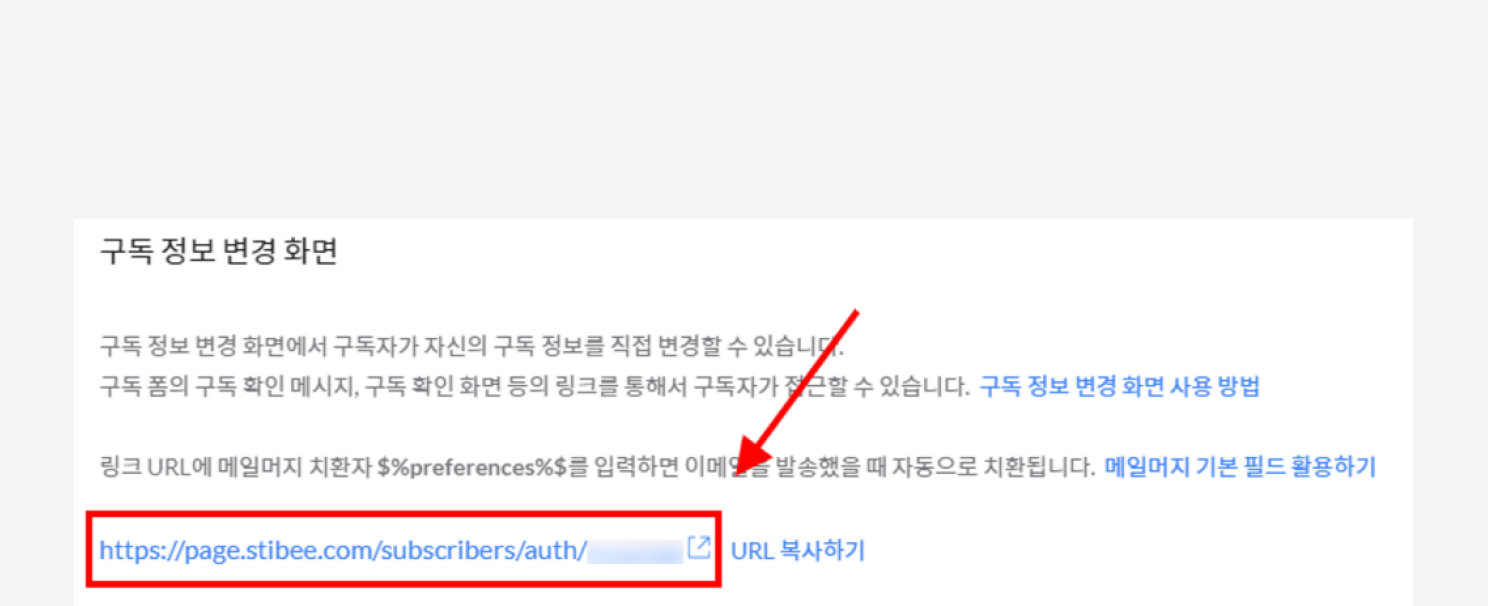 구독 정보 변경 화면
구독 정보 변경 화면에서 구독자가 자신의 구독 정보를 직접 변경할 수 있습니다.
구독 폼의 구독 확인 메시지, 구독 확인 화면 등의 링크를 통해서 구독자가 접근할 수 있습니다. 구독 정보 변경 화면 사용 방법
링크 URL에 메일머지 치환자 $%preferences%$를 입력하면 이메일을 발송했을 때 자동으로 치환됩니다. 메일머지 기본 필드 활용하기
https://page.stibee.com/subscribers/auth/ URL 복사하기